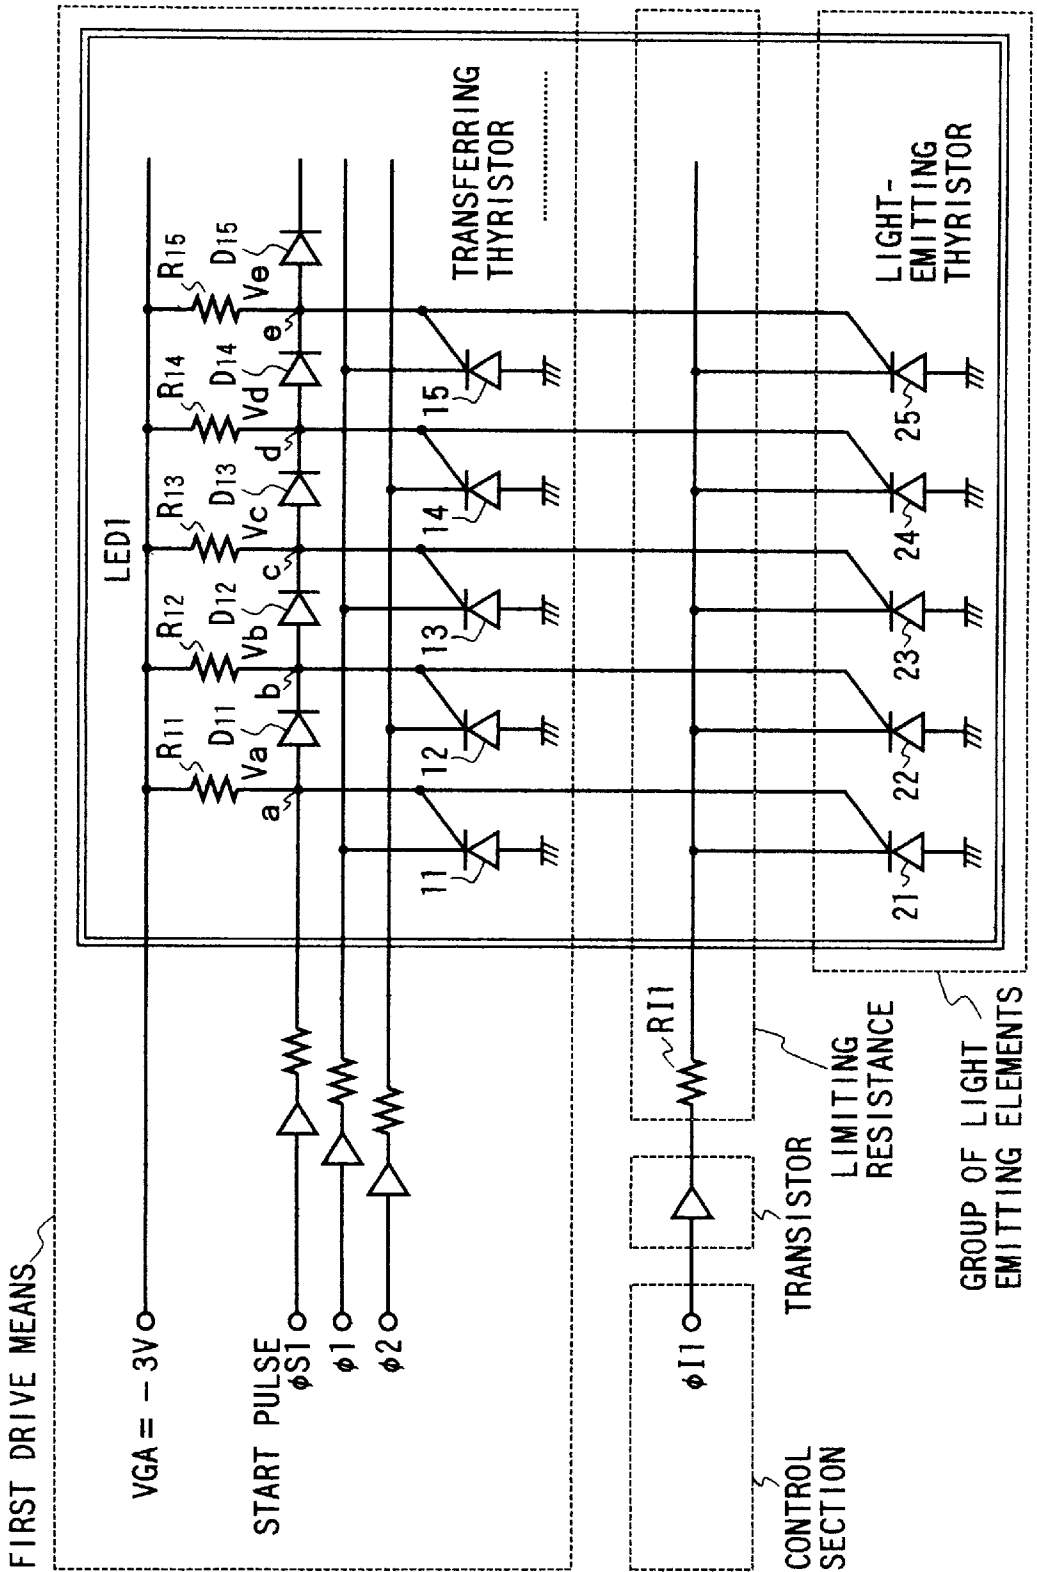 FIRST DRIVE MEANS
VGA = −3V
START PULSE
φS1
φ1
φ2
φI1
CONTROL
SECTION
TRANSISTOR
LIMITING
RESISTANCE
RI1
GROUP OF LIGHT
EMITTING ELEMENTS
LED1
R11
R12
R13
R14
R15
D11
D12
D13
D14
D15
Va
Vb
Vc
Vd
Ve
a
b
c
d
e
11
12
13
14
15
TRANSFERRING
THYRISTOR
21
22
23
24
25
LIGHT-
EMITTING
THYRISTOR